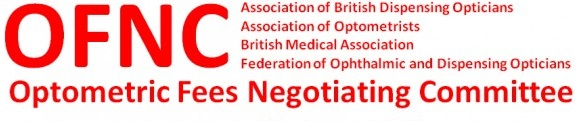 OFNC
Association of British Dispensing Opticians
Association of Optometrists
British Medical Association
Federation of Ophthalmic and Dispensing Opticians
Optometric Fees Negotiating Committee